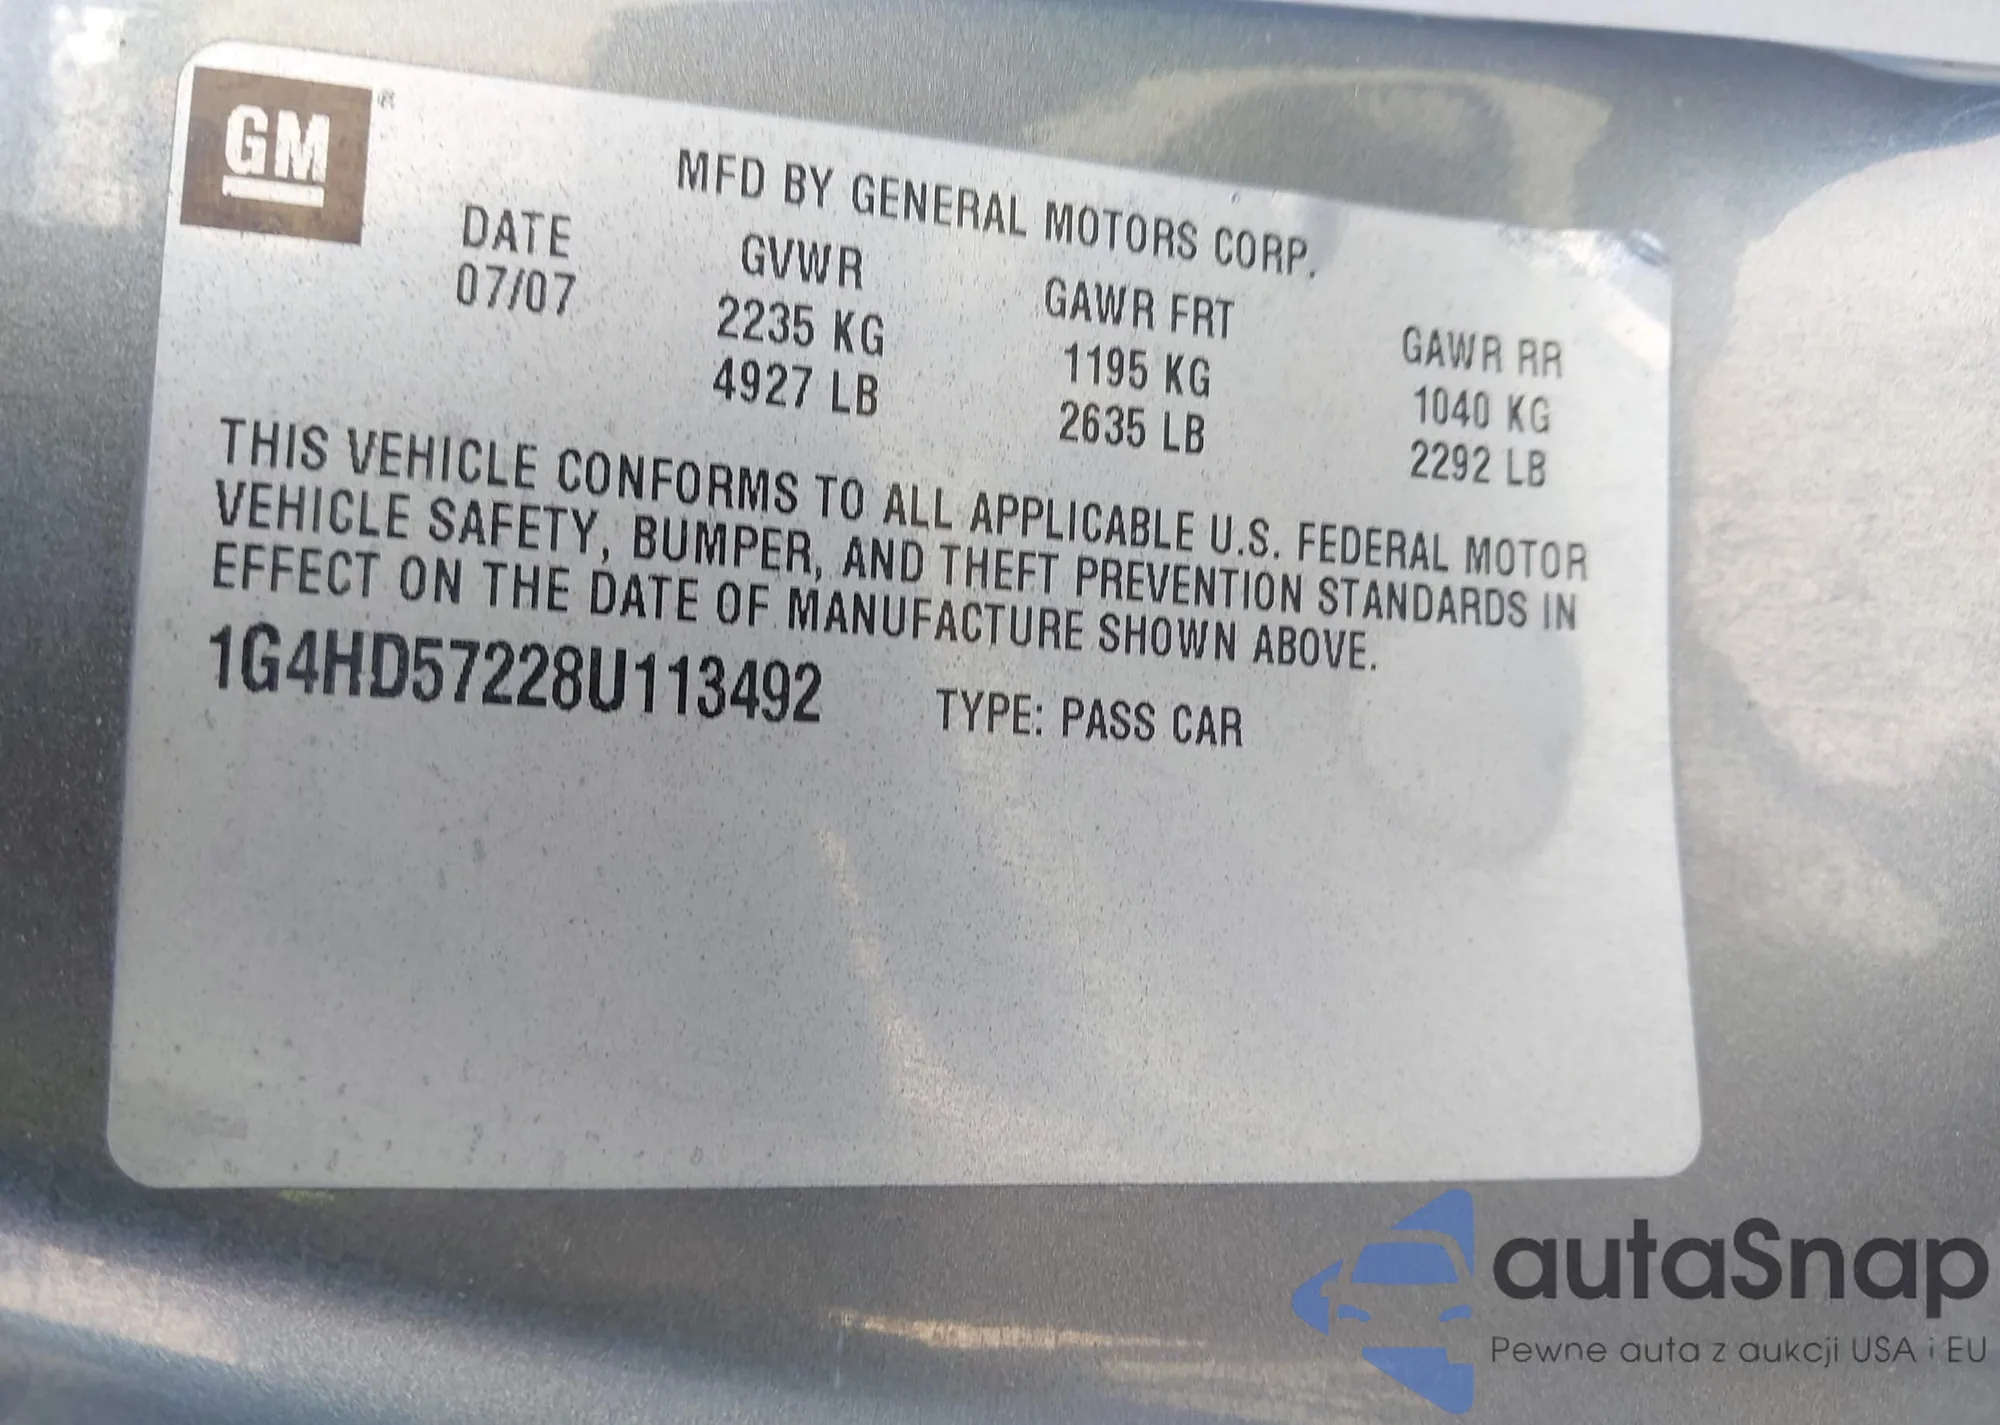 GM ®
MFD BY GENERAL MOTORS CORP.
DATE GVWR GAWR FRT GAWR RR
07/07 2235 KG 1195 KG 1040 KG
4927 LB 2635 LB 2292 LB
THIS VEHICLE CONFORMS TO ALL APPLICABLE U.S. FEDERAL MOTOR
VEHICLE SAFETY, BUMPER, AND THEFT PREVENTION STANDARDS IN
EFFECT ON THE DATE OF MANUFACTURE SHOWN ABOVE.
1G4HD57228U113492 TYPE: PASS CAR
autaSnap
Pewne auta z aukcji USA i EU